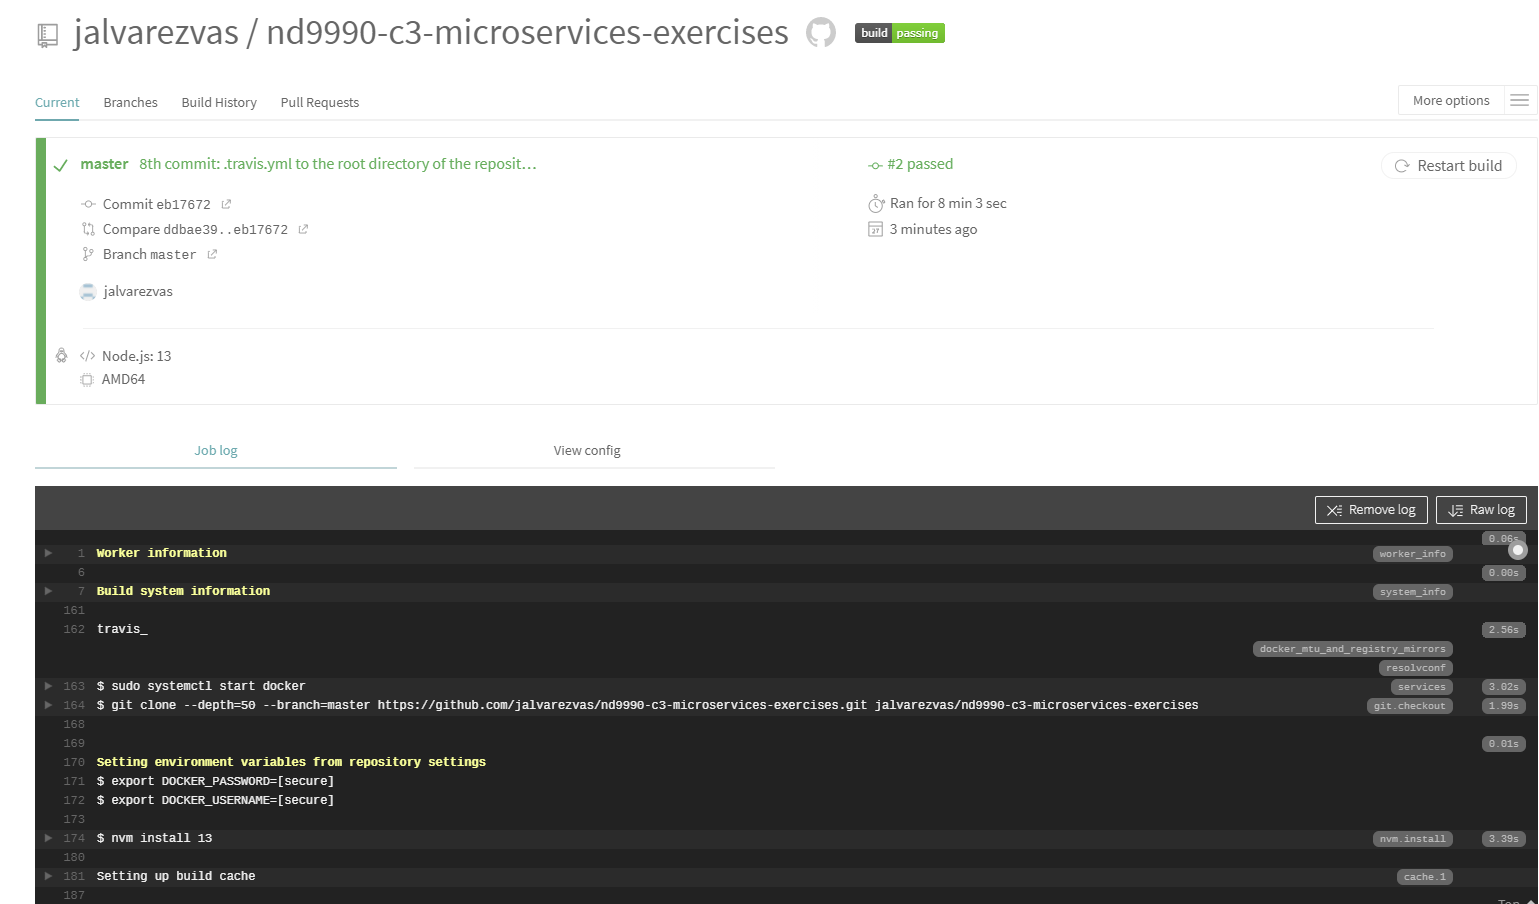 jalvarezvas / nd9990-c3-microservices-exercises build passing
Current Branches Build History Pull Requests More options
master 8th commit: .travis.yml to the root directory of the reposit… #2 passed Restart build
Commit eb17672 Ran for 8 min 3 sec
Compare ddbae39..eb17672 3 minutes ago
Branch master
jalvarezvas
Node.js: 13
AMD64
Job log View config
Remove log Raw log
0.06s
1 Worker information worker_info
6 0.00s
7 Build system information system_info
161
162 travis_ 2.56s
docker_mtu_and_registry_mirrors
resolvconf
163 $ sudo systemctl start docker services 3.02s
164 $ git clone --depth=50 --branch=master https://github.com/jalvarezvas/nd9990-c3-microservices-exercises.git jalvarezvas/nd9990-c3-microservices-exercises git.checkout 1.99s
168
169 0.01s
170 Setting environment variables from repository settings
171 $ export DOCKER_PASSWORD=[secure]
172 $ export DOCKER_USERNAME=[secure]
173
174 $ nvm install 13 nvm.install 3.39s
180
181 Setting up build cache cache.1
187
Top